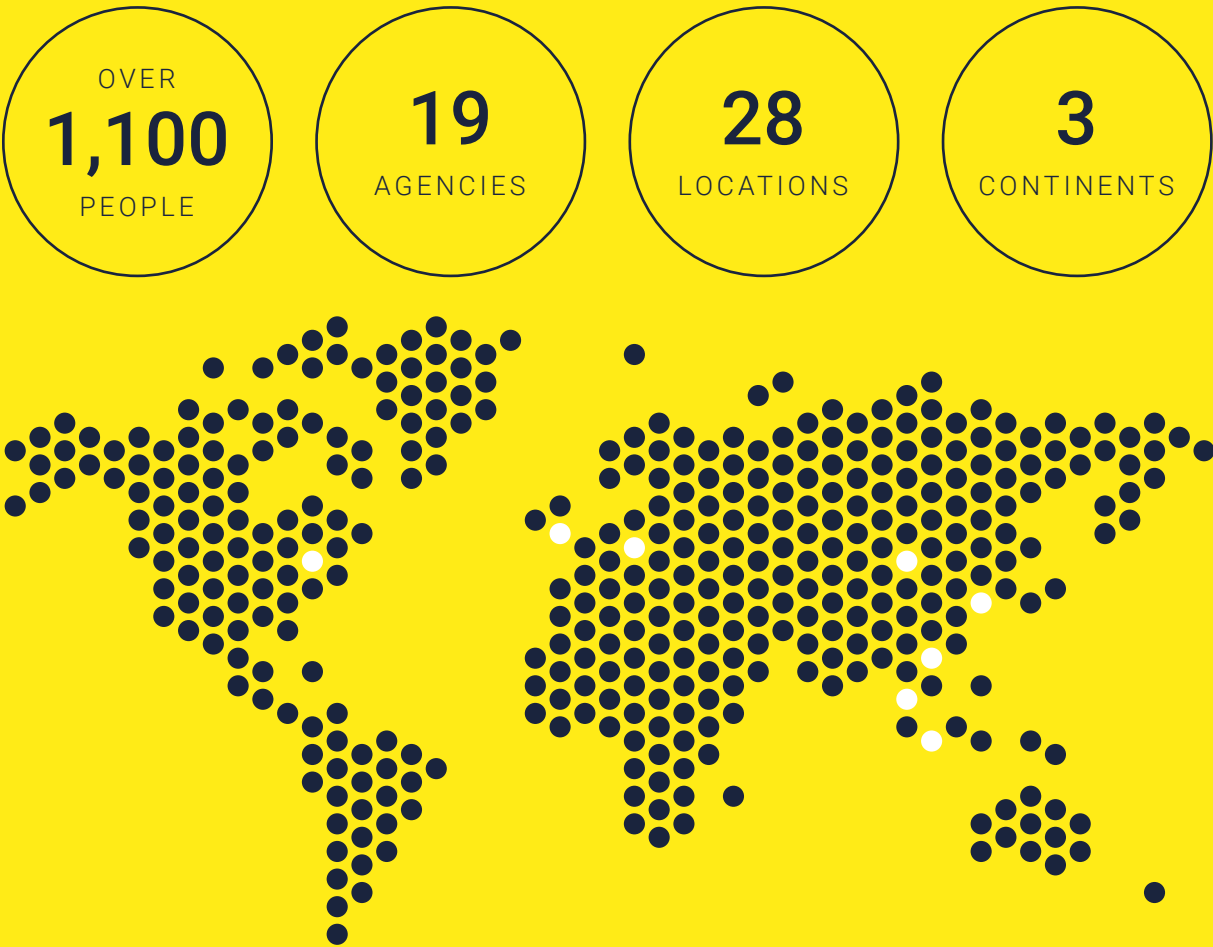 OVER
1,100
PEOPLE
19
AGENCIES
28
LOCATIONS
3
CONTINENTS